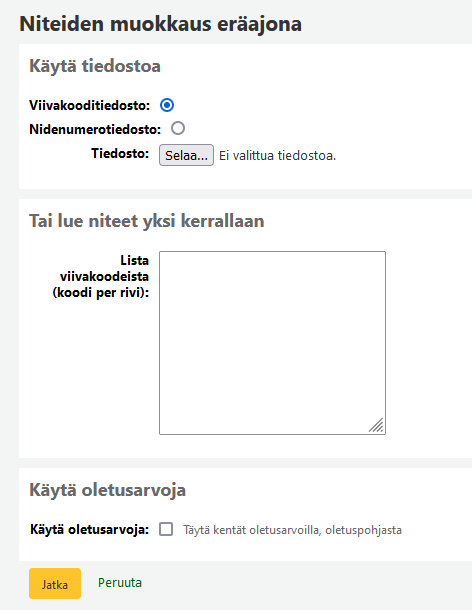 Niteiden muokkaus eräajona
Käytä tiedostoa
Viivakooditiedosto:
Nidenumerotiedosto:
Tiedosto: Selaa... Ei valittua tiedostoa.
Tai lue niteet yksi kerrallaan
Lista
viivakoodeista
(koodi per rivi):
Käytä oletusarvoja
Käytä oletusarvoja: Täytä kentät oletusarvoilla, oletuspohjasta
Jatka Peruuta